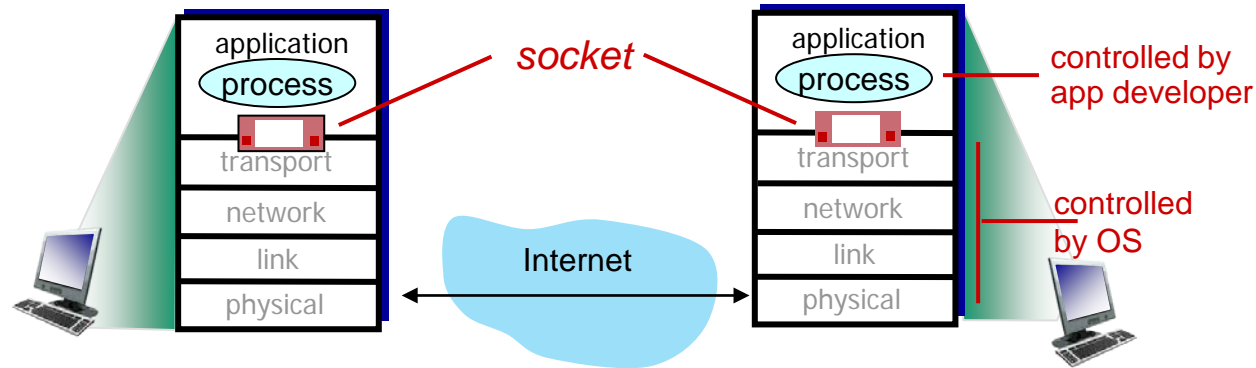 application
process
transport
network
link
physical
socket
Internet
application
process
transport
network
link
physical
controlled by
app developer
controlled
by OS